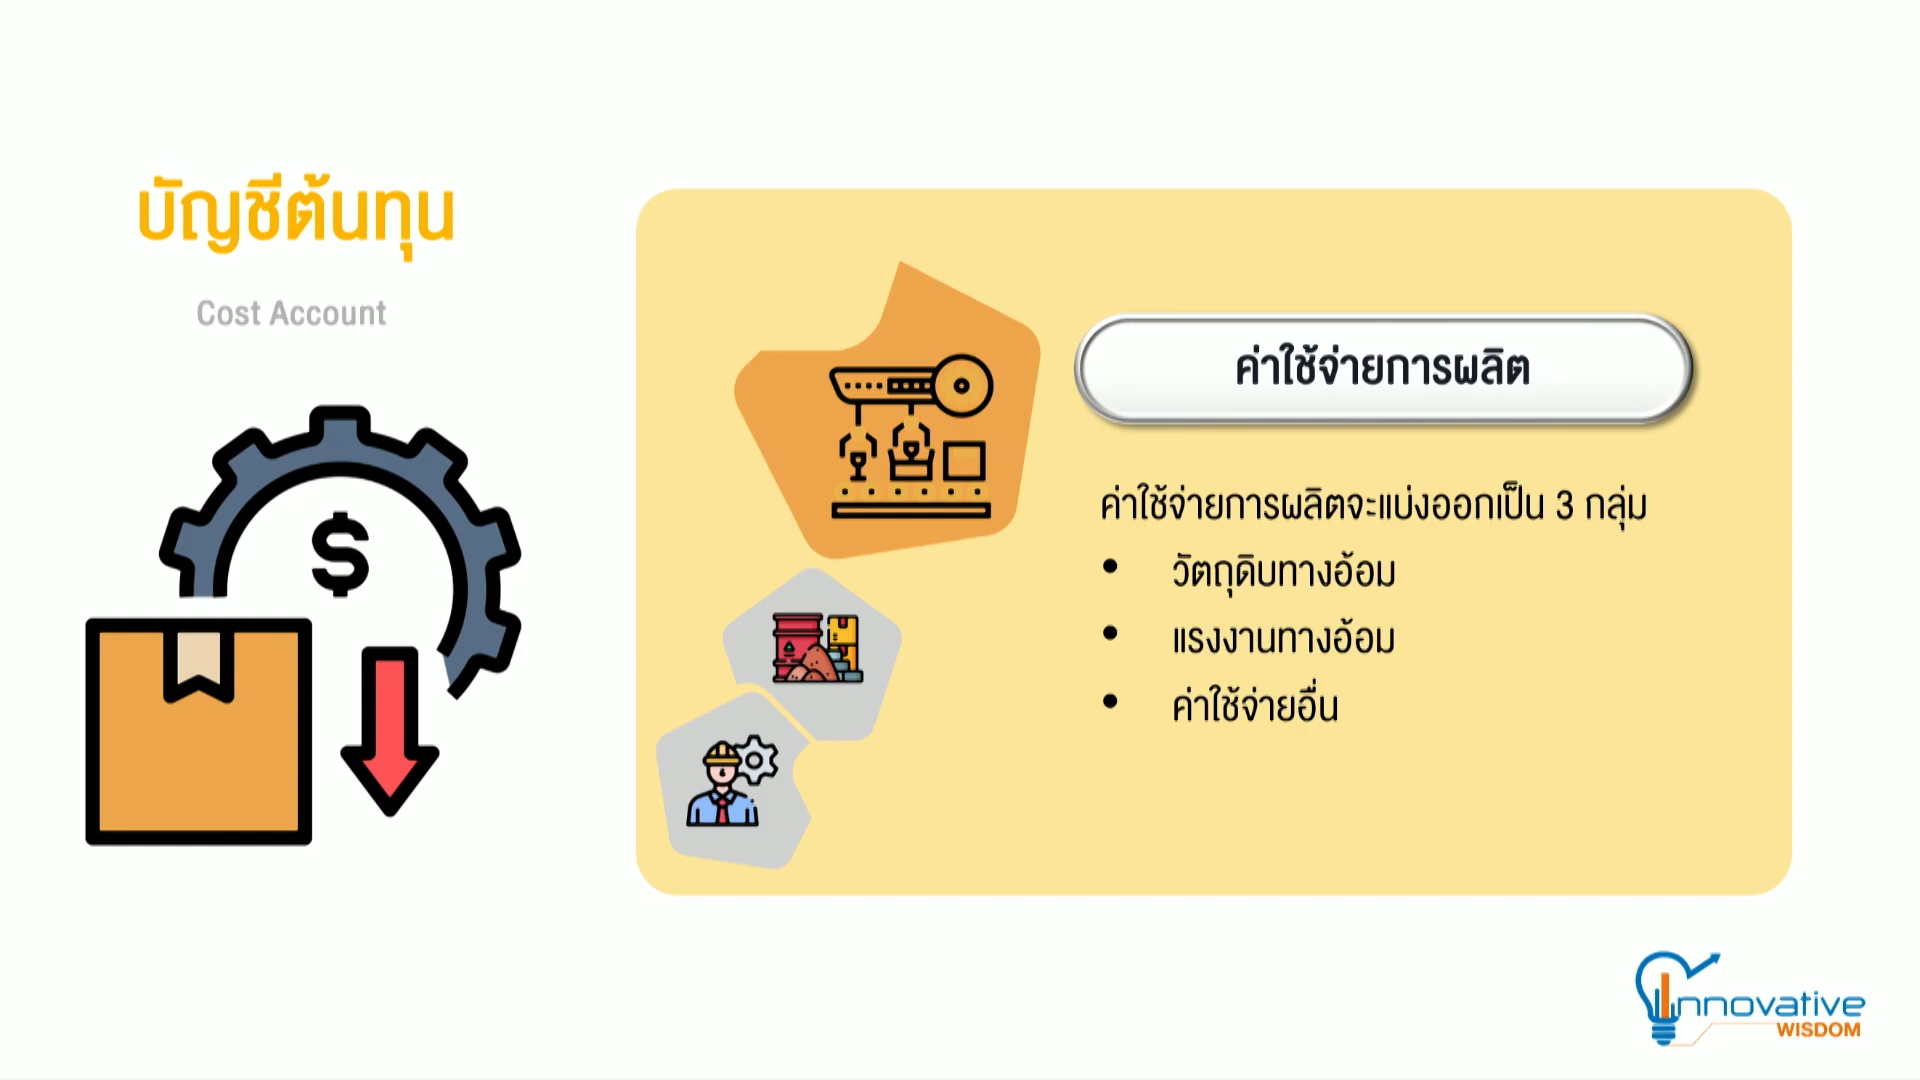 บัญชีต้นทุน
Cost Account
$
ค่าใช้จ่ายการผลิต
ค่าใช้จ่ายการผลิตจะแบ่งออกเป็น 3 กลุ่ม
• วัตถุดิบทางอ้อม
• แรงงานทางอ้อม
• ค่าใช้จ่ายอื่น
innovative
WISDOM